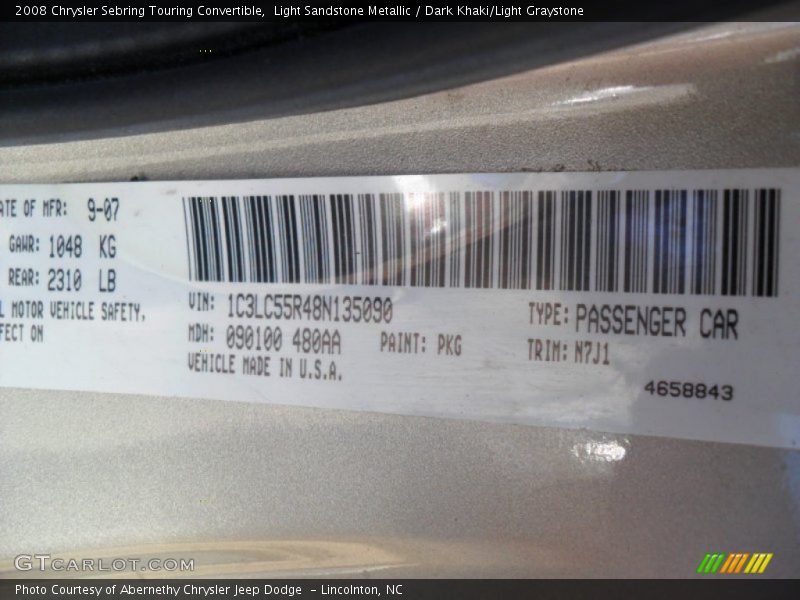 2008 Chrysler Sebring Touring Convertible,  Light Sandstone Metallic / Dark Khaki/Light Graystone
ATE OF MFR: 9-07
GAWR: 1048 KG
REAR: 2310 LB
L MOTOR VEHICLE SAFETY,
FECT ON
VIN: 1C3LC55R48N135090
MDH: 090100 480AA PAINT: PKG
VEHICLE MADE IN U.S.A.
TYPE: PASSENGER CAR
TRIM: N7J1
4658843
GTCARLOT.COM
Photo Courtesy of Abernethy Chrysler Jeep Dodge  – Lincolnton, NC